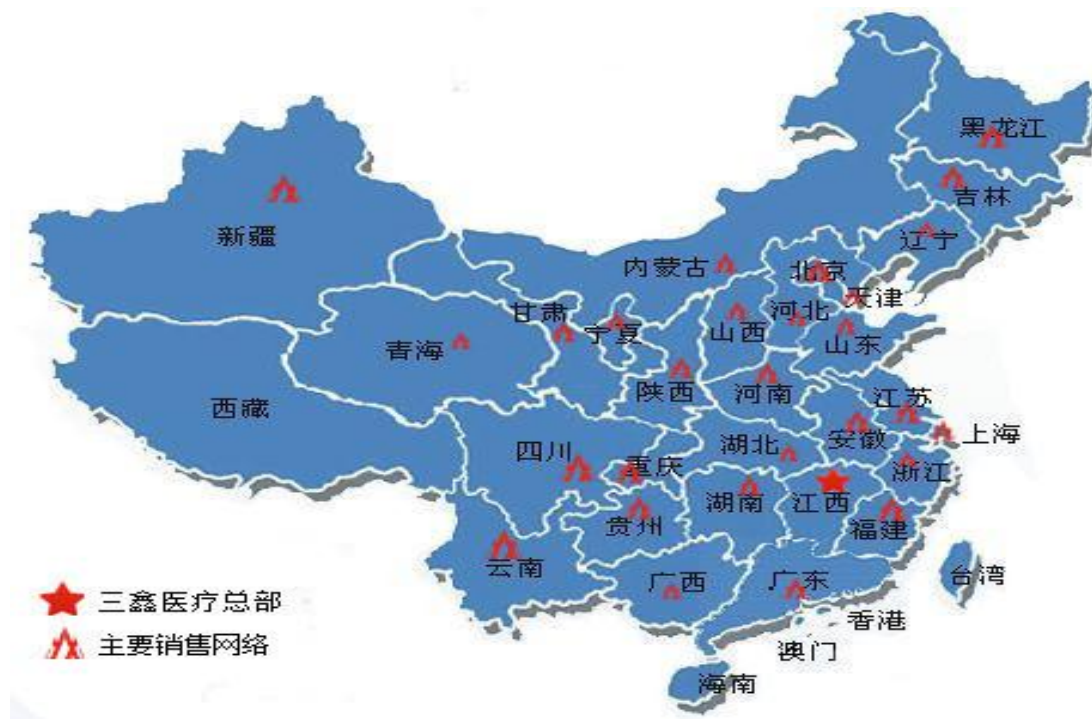 黑龙江
吉林
辽宁
新疆
内蒙古
北京
天津
甘肃
宁夏
河北
山西
山东
青海
陕西
河南
西藏
江苏
安徽
上海
四川
重庆
湖北
浙江
湖南
江西
贵州
福建
云南
广西
广东
台湾
三鑫医疗总部
香港
主要销售网络
澳门
海南